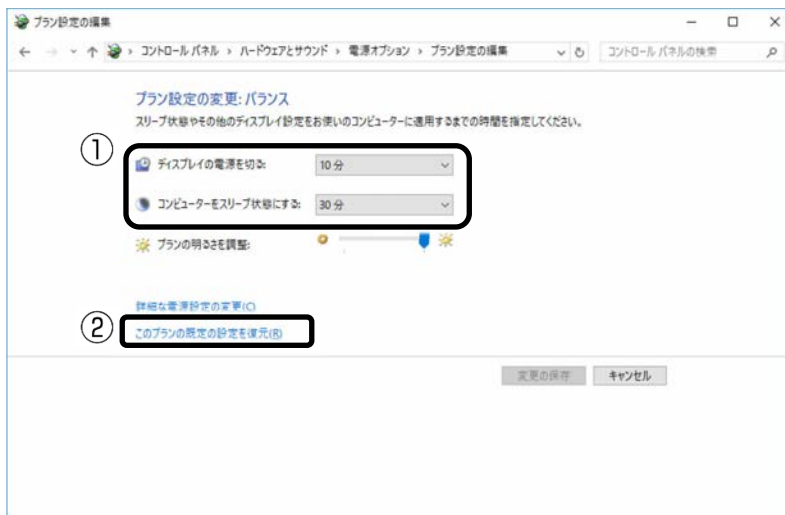 プラン設定の編集
コントロール パネル › ハードウェアとサウンド › 電源オプション › プラン設定の編集
コントロール パネルの検索
プラン設定の変更: バランス
スリープ状態やその他のディスプレイ設定をお使いのコンピューターに適用するまでの時間を指定してください。
①
ディスプレイの電源を切る: 10 分
コンピューターをスリープ状態にする: 30 分
プランの明るさを調整:
詳細な電源設定の変更(C)
②
このプランの既定の設定を復元(R)
変更の保存 キャンセル